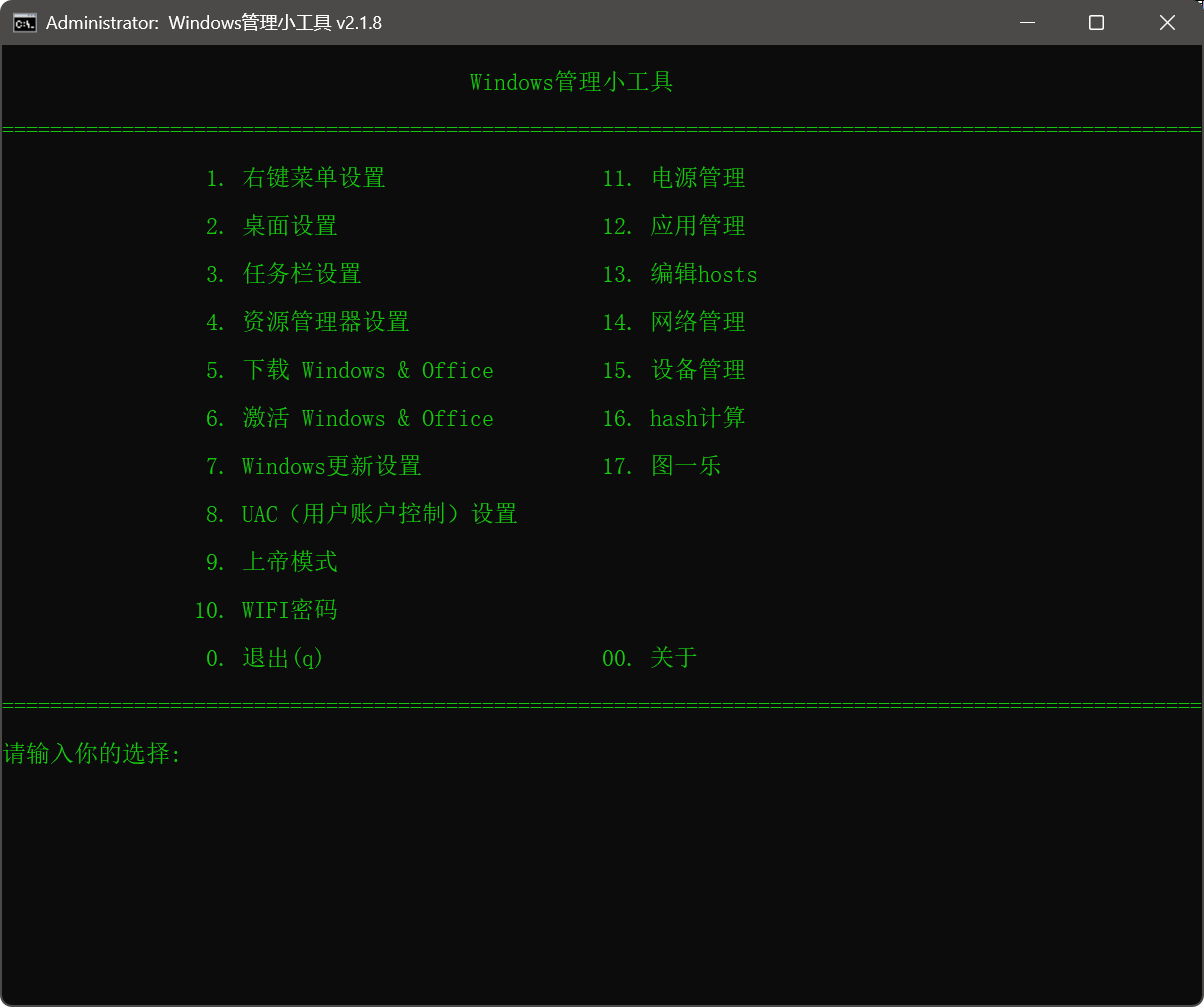 Administrator: Windows管理小工具 v2.1.8
Windows管理小工具
====================================================================================================
1. 右键菜单设置 11. 电源管理
2. 桌面设置 12. 应用管理
3. 任务栏设置 13. 编辑hosts
4. 资源管理器设置 14. 网络管理
5. 下载 Windows & Office 15. 设备管理
6. 激活 Windows & Office 16. hash计算
7. Windows更新设置 17. 图一乐
8. UAC（用户账户控制）设置
9. 上帝模式
10. WIFI密码
0. 退出(q) 00. 关于
====================================================================================================
请输入你的选择: